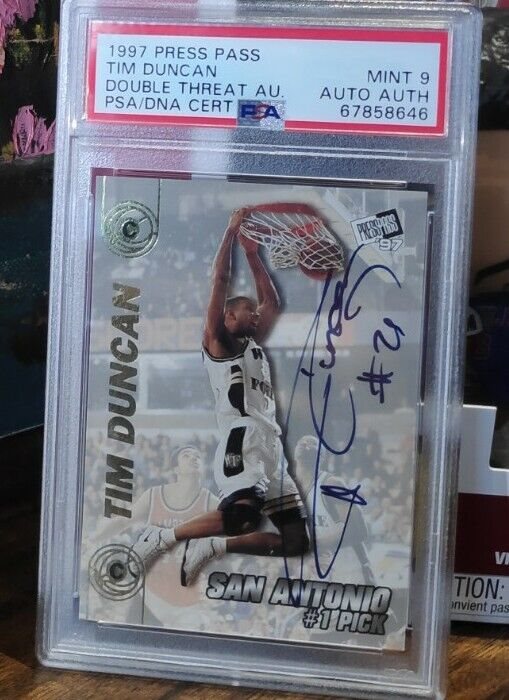 1997 PRESS PASS
TIM DUNCAN
DOUBLE THREAT AU.
PSA/DNA CERT
MINT 9
AUTO AUTH
67858646
PSA
PRESS PASS
'97
TIM DUNCAN
#21
SAN ANTONIO
#1 PICK
TION: